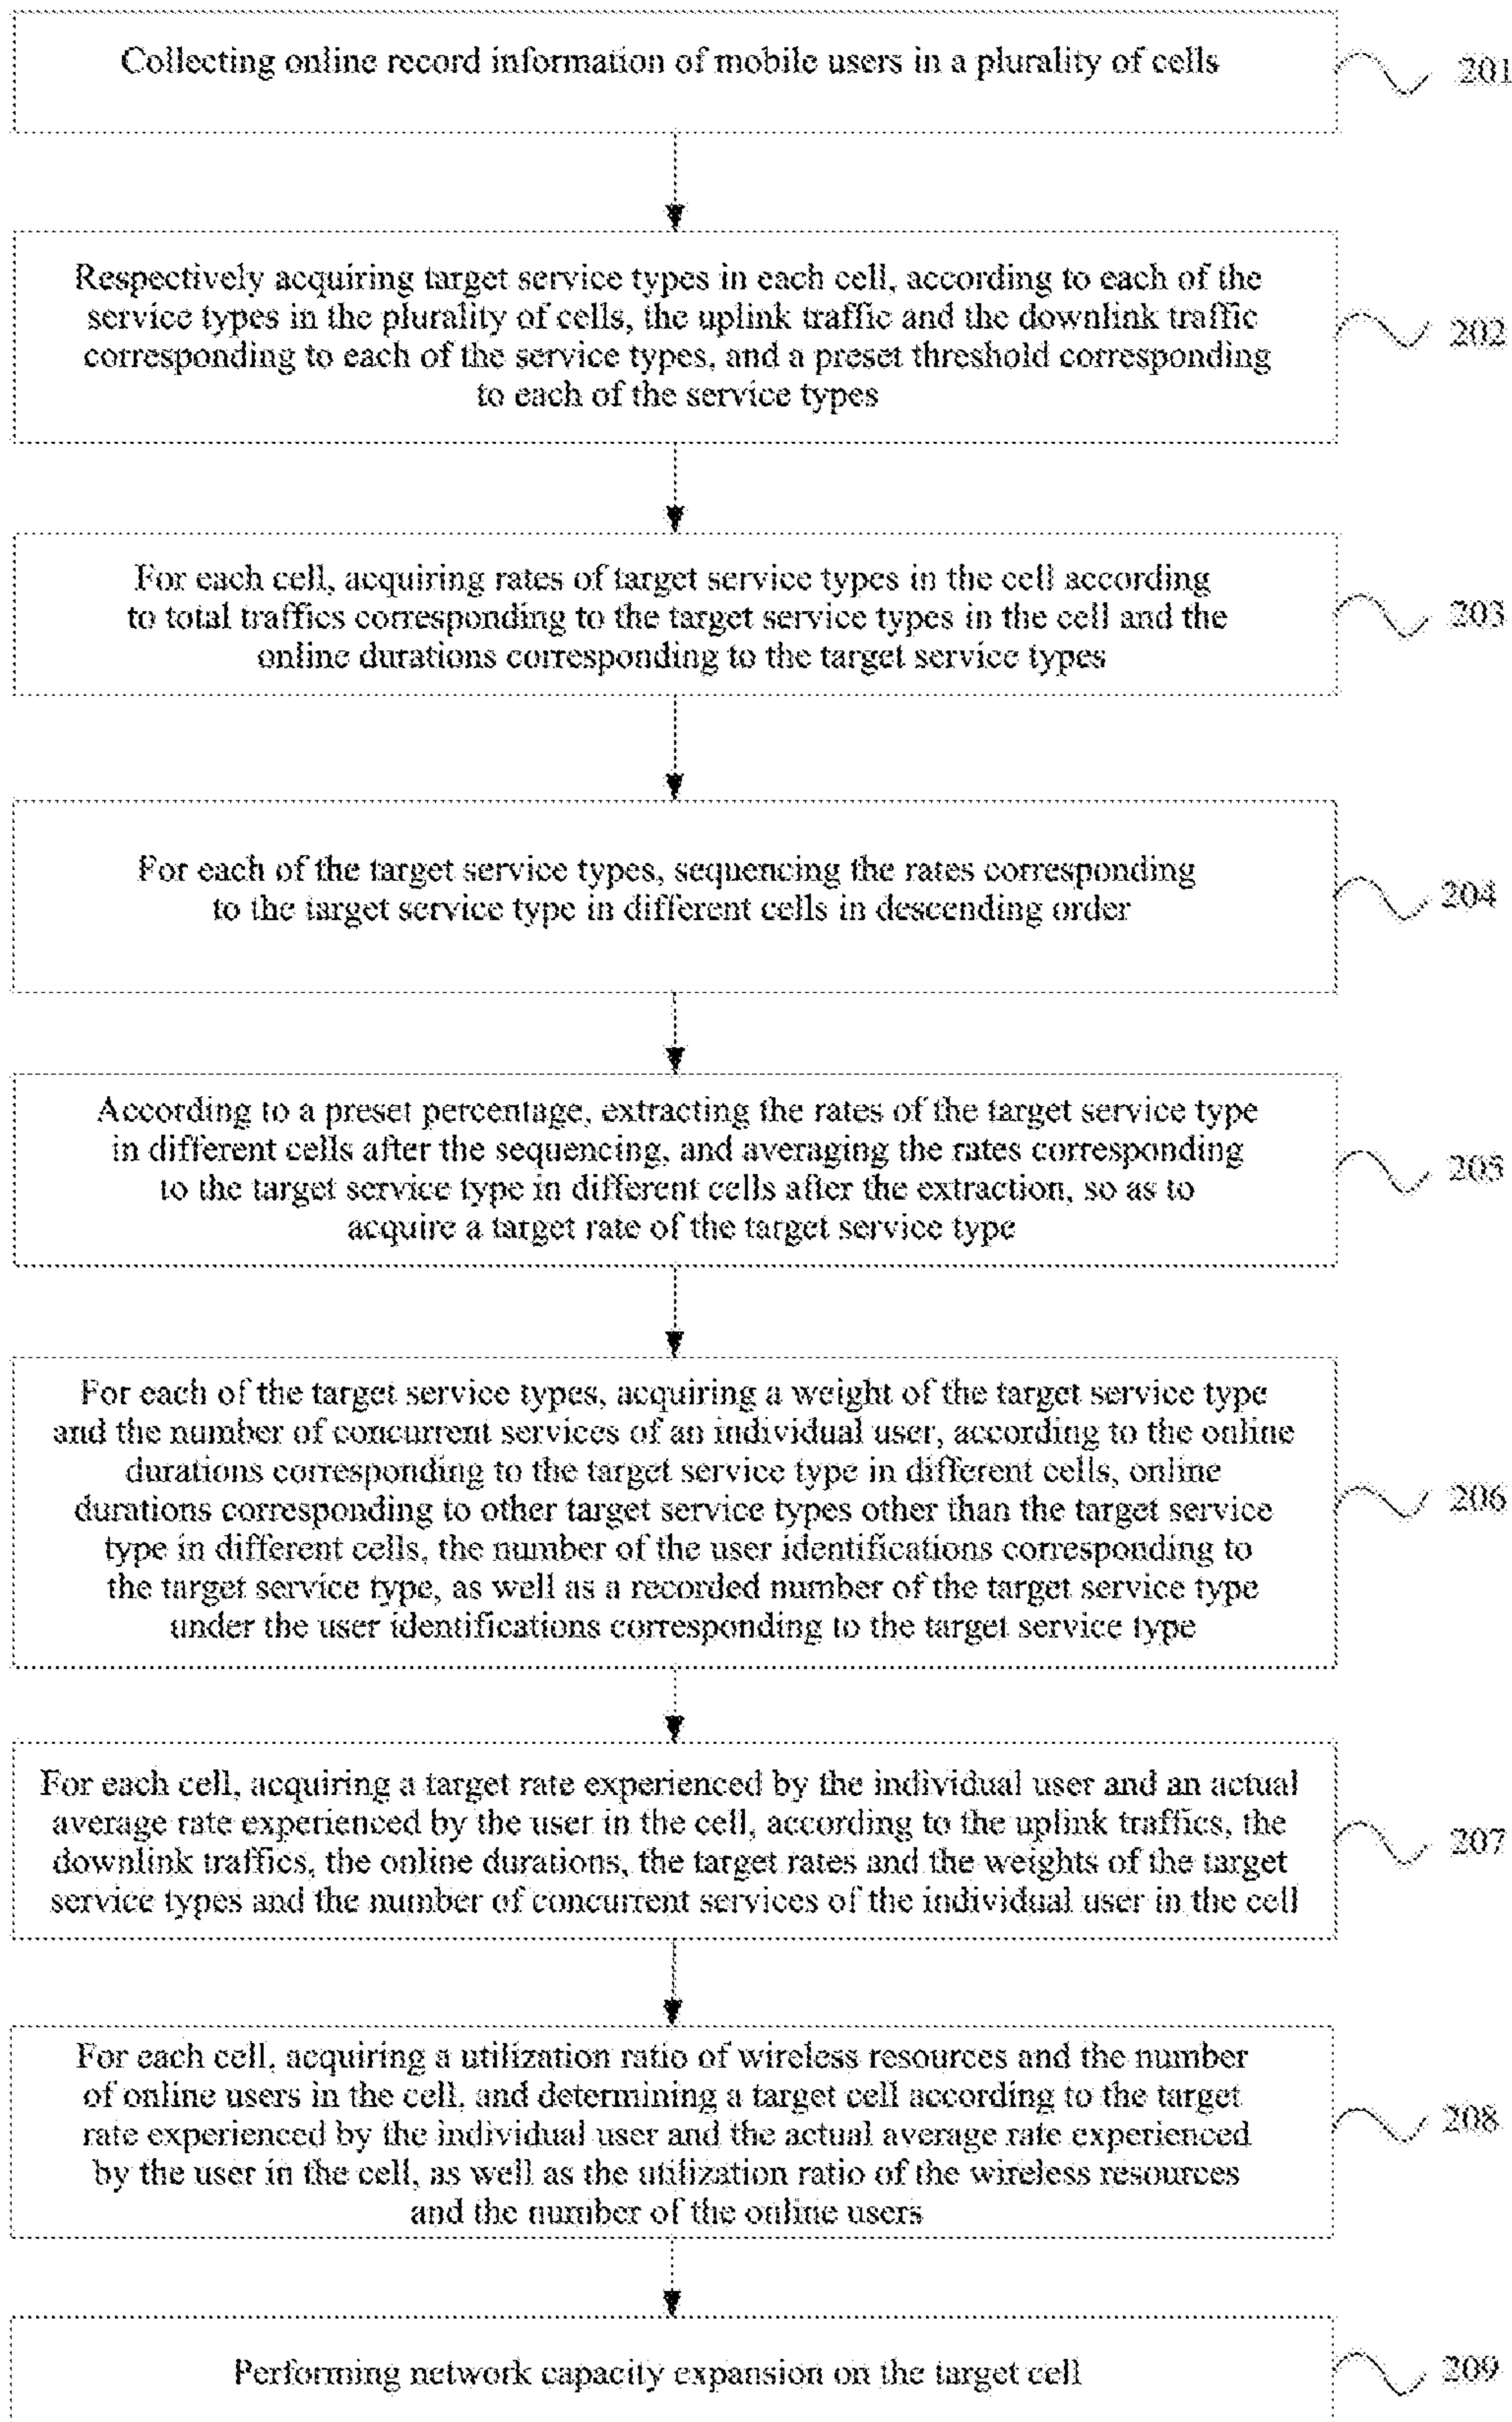 Collecting online record information of mobile users in a plurality of cells
201
Respectively acquiring target service types in each cell, according to each of the
service types in the plurality of cells, the uplink traffic and the downlink traffic
corresponding to each of the service types, and a preset threshold corresponding
to each of the service types
202
For each cell, acquiring rates of target service types in the cell according
to total traffics corresponding to the target service types in the cell and the
online durations corresponding to the target service types
203
For each of the target service types, sequencing the rates corresponding
to the target service type in different cells in descending order
204
According to a preset percentage, extracting the rates of the target service type
in different cells after the sequencing, and averaging the rates corresponding
to the target service type in different cells after the extraction, so as to
acquire a target rate of the target service type
205
For each of the target service types, acquiring a weight of the target service type
and the number of concurrent services of an individual user, according to the online
durations corresponding to the target service type in different cells, online
durations corresponding to other target service types other than the target service
type in different cells, the number of the user identifications corresponding to
the target service type, as well as a recorded number of the target service type
under the user identifications corresponding to the target service type
206
For each cell, acquiring a target rate experienced by the individual user and an actual
average rate experienced by the user in the cell, according to the uplink traffics, the
downlink traffics, the online durations, the target rates and the weights of the target
service types and the number of concurrent services of the individual user in the cell
207
For each cell, acquiring a utilization ratio of wireless resources and the number
of online users in the cell, and determining a target cell according to the target
rate experienced by the individual user and the actual average rate experienced
by the user in the cell, as well as the utilization ratio of the wireless resources
and the number of the online users
208
Performing network capacity expansion on the target cell
209